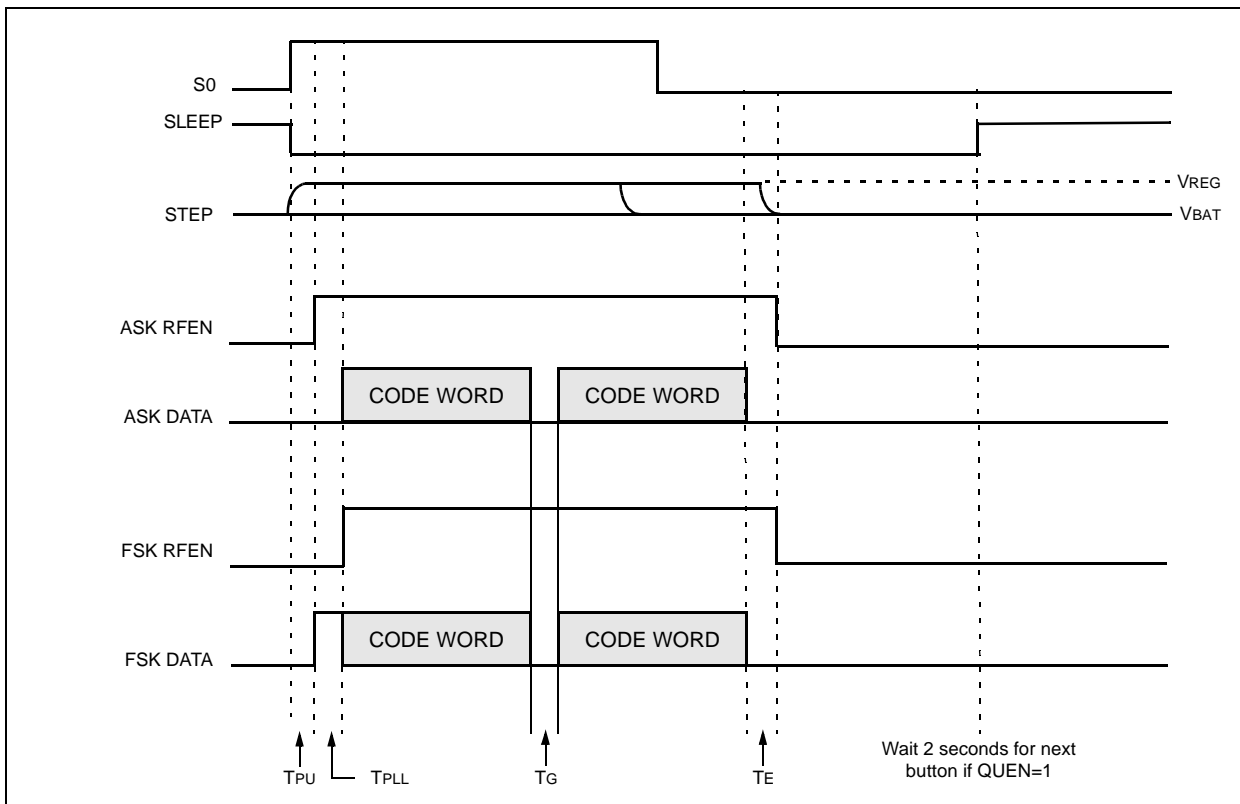 S0
SLEEP
VREG
STEP
VBAT
ASK RFEN
CODE WORD
CODE WORD
ASK DATA
FSK RFEN
CODE WORD
CODE WORD
FSK DATA
TPU
TPLL
TG
TE
Wait 2 seconds for next
button if QUEN=1